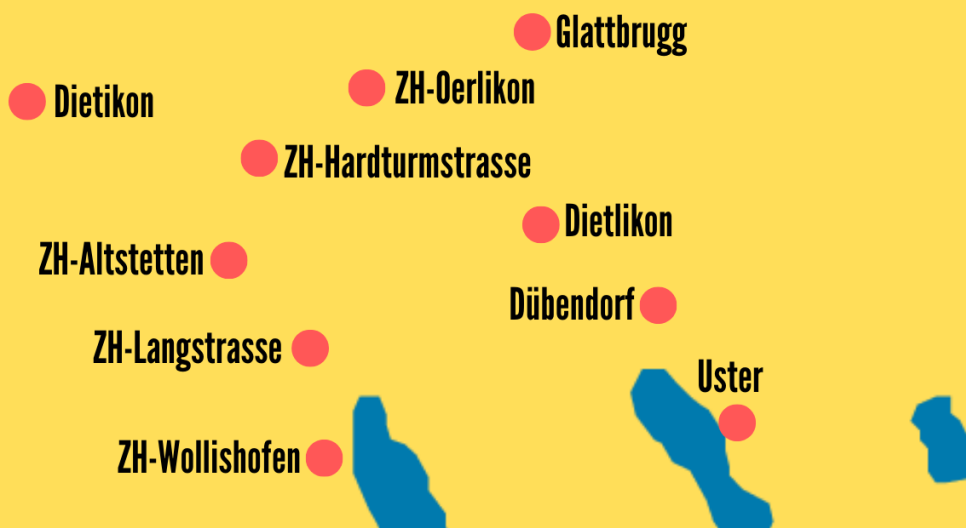 Glattbrugg
ZH-Oerlikon
Dietikon
ZH-Hardturmstrasse
Dietlikon
ZH-Altstetten
Dübendorf
ZH-Langstrasse
Uster
ZH-Wollishofen